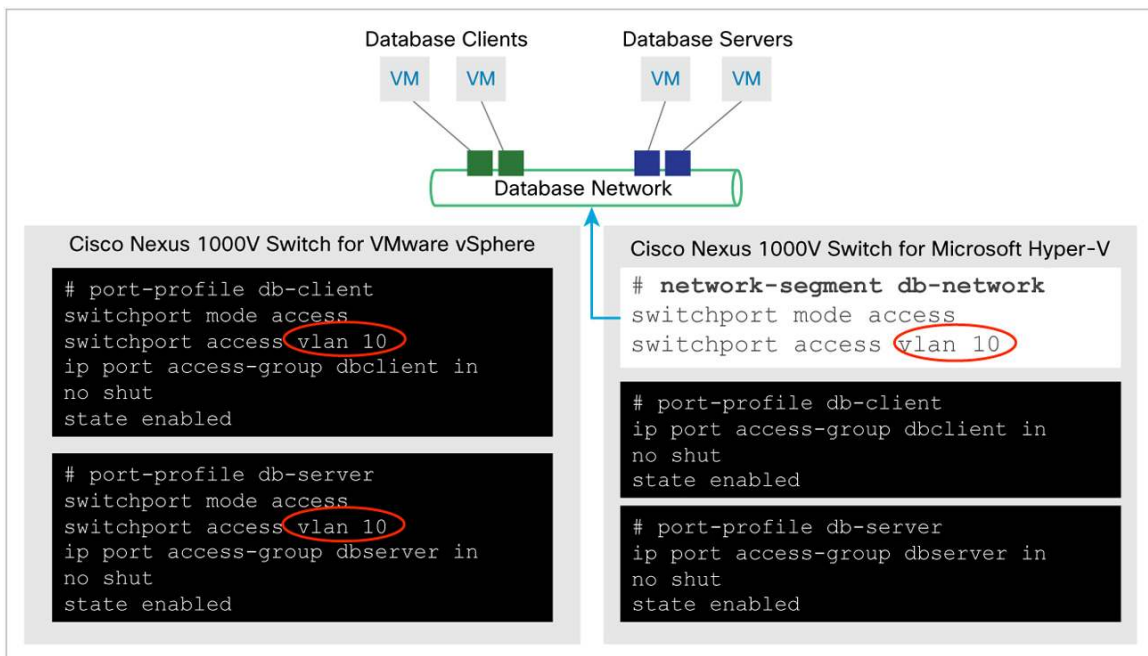 Database Clients
Database Servers
VM
VM
VM
VM
Database Network
Cisco Nexus 1000V Switch for VMware vSphere
# port-profile db-client
switchport mode access
switchport access vlan 10
ip port access-group dbclient in
no shut
state enabled
# port-profile db-server
switchport mode access
switchport access vlan 10
ip port access-group dbserver in
no shut
state enabled
Cisco Nexus 1000V Switch for Microsoft Hyper-V
# network-segment db-network
switchport mode access
switchport access vlan 10
# port-profile db-client
ip port access-group dbclient in
no shut
state enabled
# port-profile db-server
ip port access-group dbserver in
no shut
state enabled